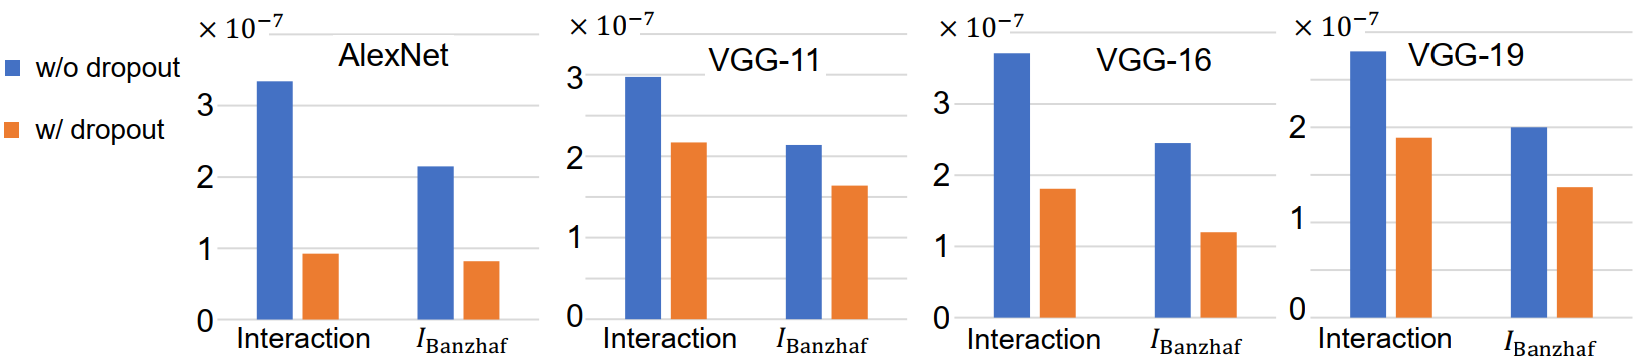 w/o dropout
w/ dropout
× 10⁻⁷
AlexNet
3
2
1
0
Interaction
I_Banzhaf
× 10⁻⁷
VGG-11
3
2
1
0
Interaction
I_Banzhaf
× 10⁻⁷
VGG-16
3
2
1
0
Interaction
I_Banzhaf
× 10⁻⁷
VGG-19
2
1
0
Interaction
I_Banzhaf